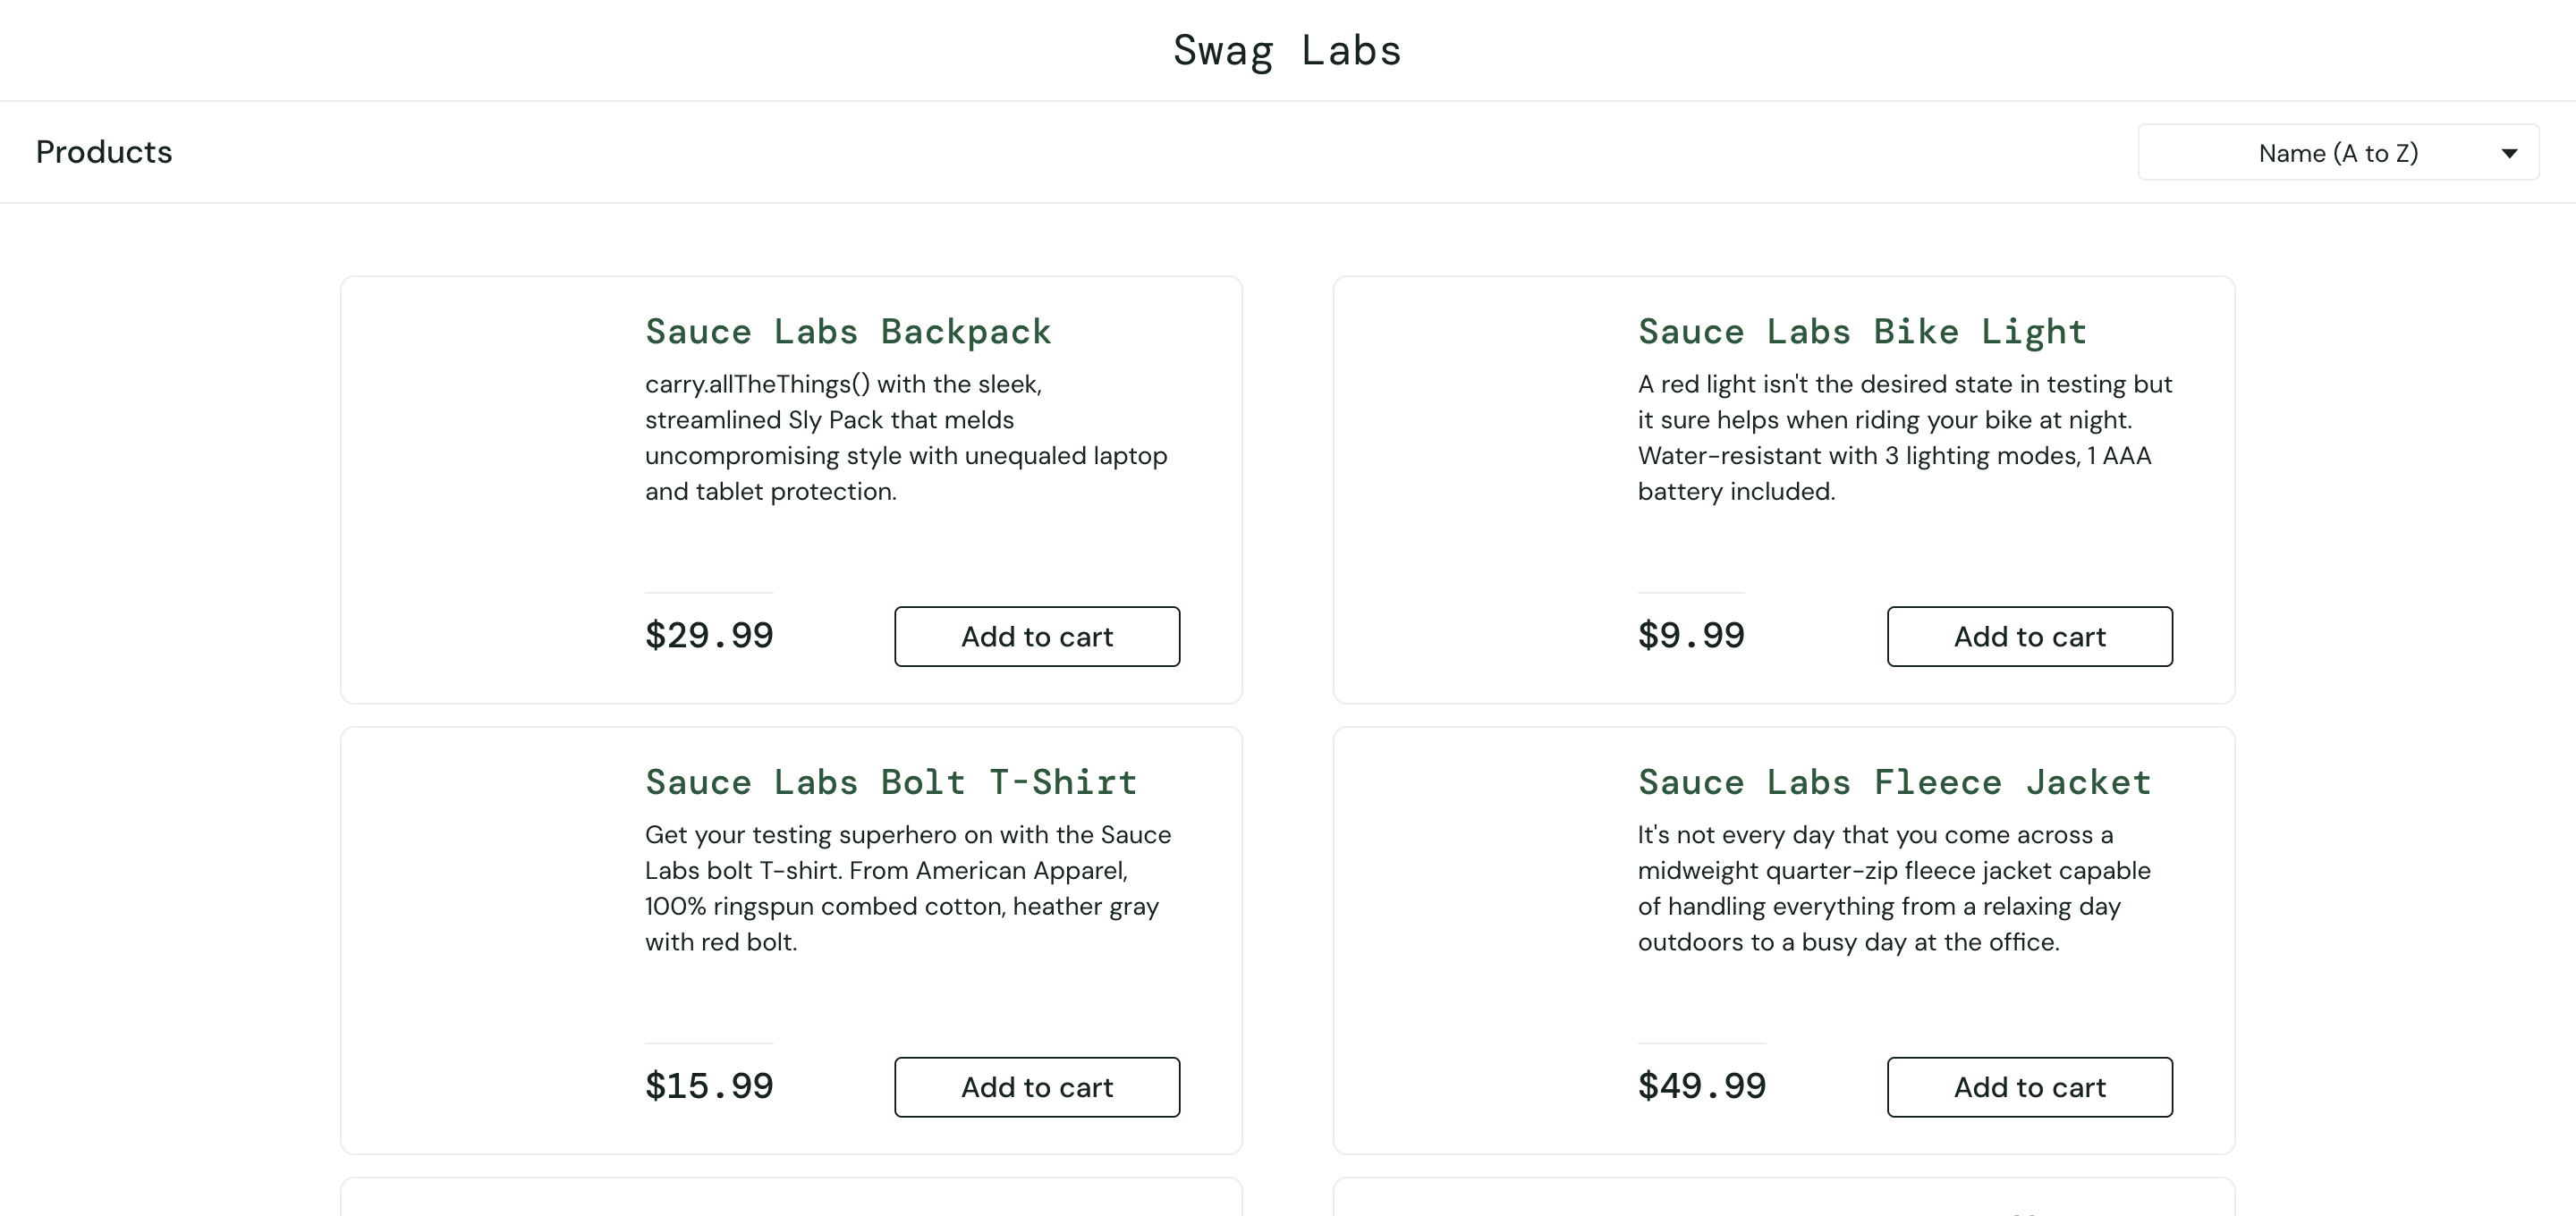 Swag Labs
Products
Name (A to Z)
Sauce Labs Backpack
carry.allTheThings() with the sleek,
streamlined Sly Pack that melds
uncompromising style with unequaled laptop
and tablet protection.
$29.99
Add to cart
Sauce Labs Bike Light
A red light isn't the desired state in testing but
it sure helps when riding your bike at night.
Water-resistant with 3 lighting modes, 1 AAA
battery included.
$9.99
Add to cart
Sauce Labs Bolt T-Shirt
Get your testing superhero on with the Sauce
Labs bolt T-shirt. From American Apparel,
100% ringspun combed cotton, heather gray
with red bolt.
$15.99
Add to cart
Sauce Labs Fleece Jacket
It's not every day that you come across a
midweight quarter-zip fleece jacket capable
of handling everything from a relaxing day
outdoors to a busy day at the office.
$49.99
Add to cart